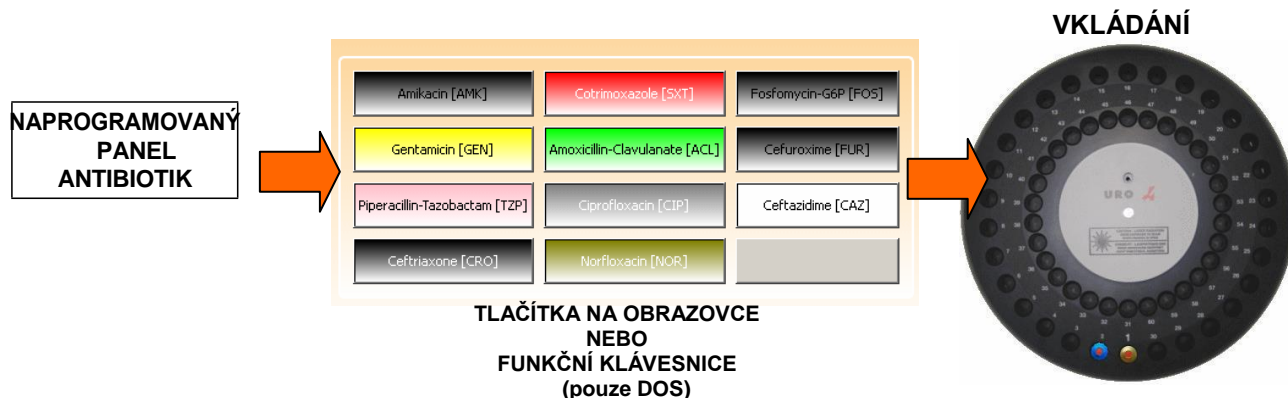 VKLÁDÁNÍ
NAPROGRAMOVANÝ
PANEL
ANTIBIOTIK
Amikacin [AMK]
Cotrimoxazole [SXT]
Fosfomycin-G6P [FOS]
Gentamicin [GEN]
Amoxicillin-Clavulanate [ACL]
Cefuroxime [FUR]
Piperacillin-Tazobactam [TZP]
Ciprofloxacin [CIP]
Ceftazidime [CAZ]
Ceftriaxone [CRO]
Norfloxacin [NOR]
TLAČÍTKA NA OBRAZOVCE
NEBO
FUNKČNÍ KLÁVESNICE
(pouze DOS)
URO 4